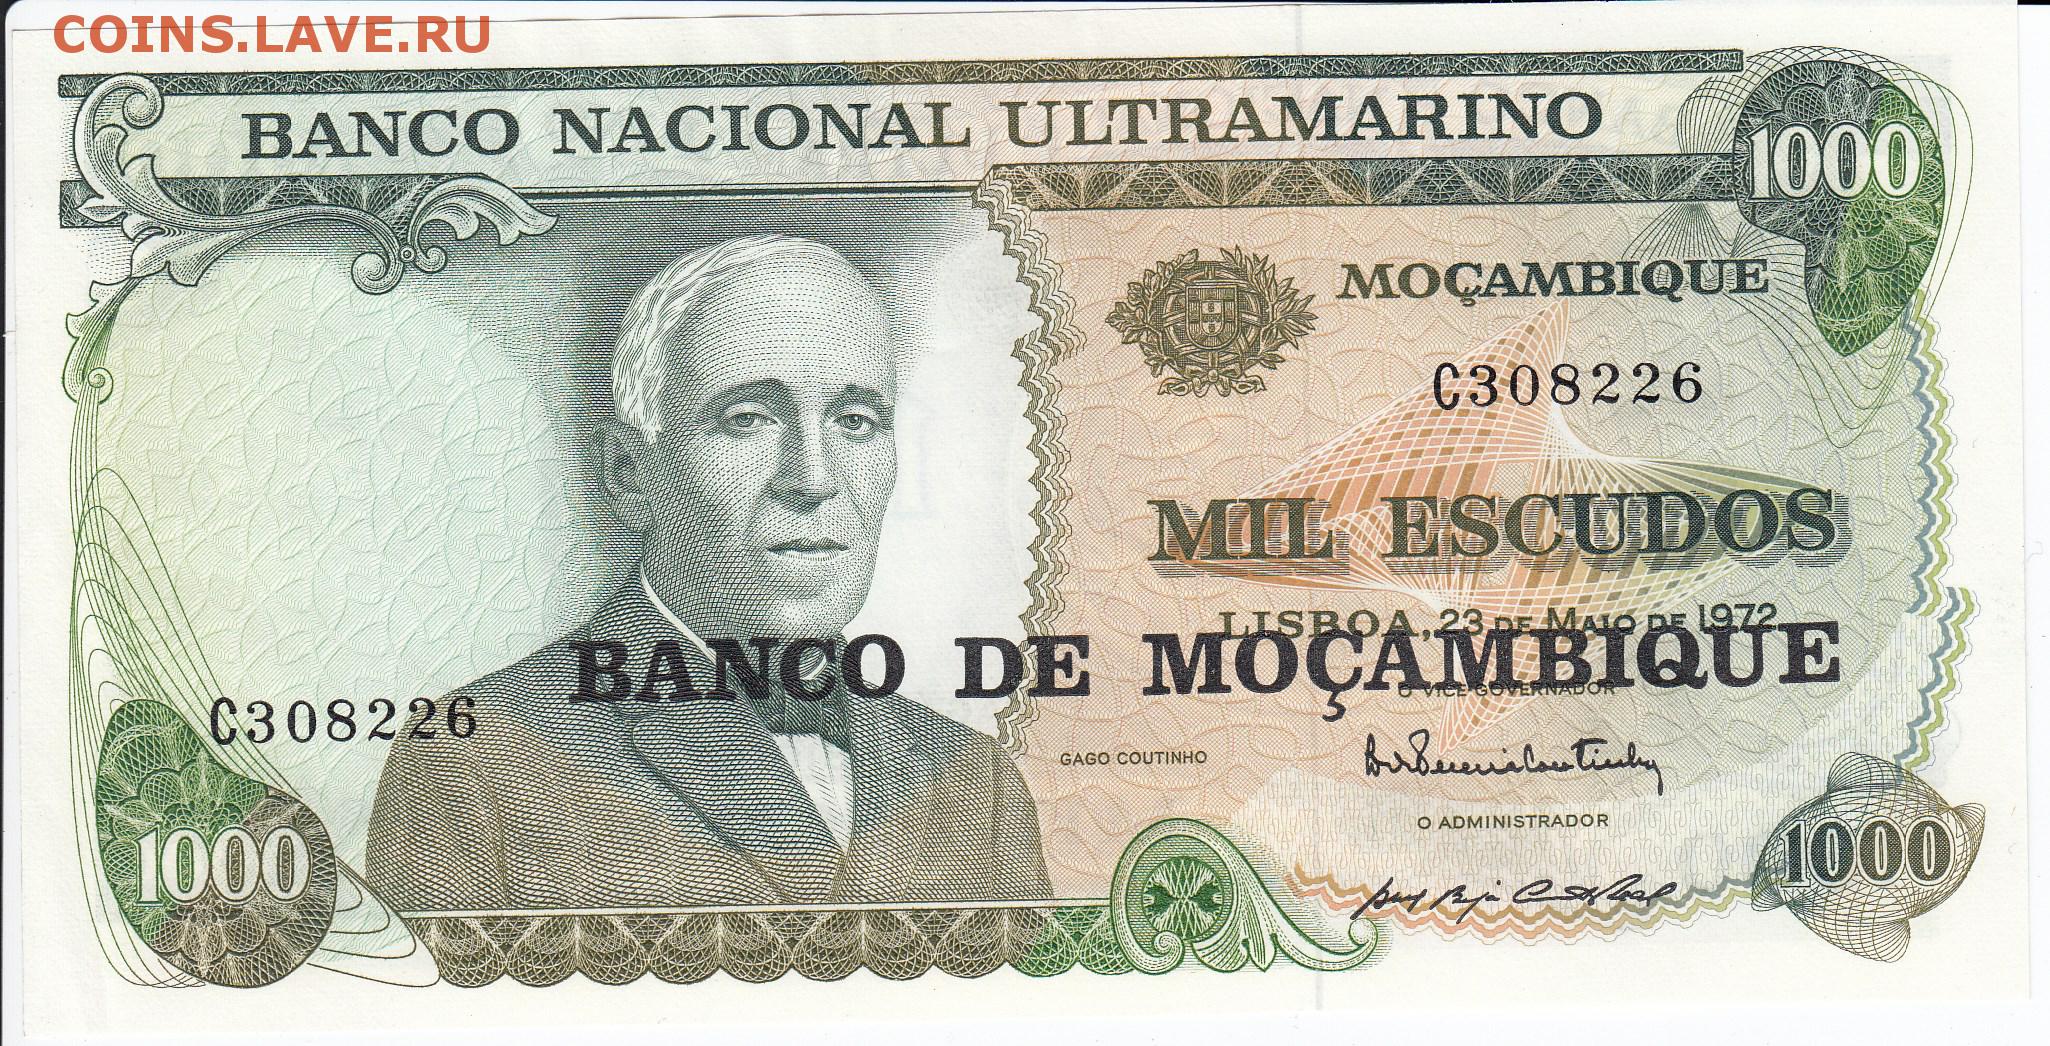 COINS.LAVE.RU
BANCO NACIONAL ULTRAMARINO
1000
MOÇAMBIQUE
C308226
MIL ESCUDOS
LISBOA, 23 DE MAIO DE 1972
BANCO DE MOÇAMBIQUE
O VICE-GOVERNADOR
C308226
GAGO COUTINHO
O ADMINISTRADOR
1000
1000